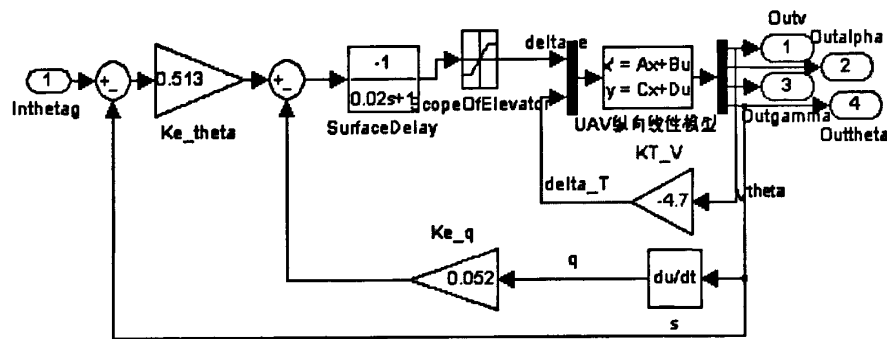 Outv
delta_e
Outalpha
1
-1
0.02s+1
x' = Ax+Bu
y = Cx+Du
1
0.513
+
-
+
-
2
3
4
Inthetag
ScopeOfElevator
Outgamma
Outtheta
Ke_theta
SurfaceDelay
UAV纵向线性模型
KT_V
delta_T
-4.7
V
theta
Ke_q
0.052
q
du/dt
s